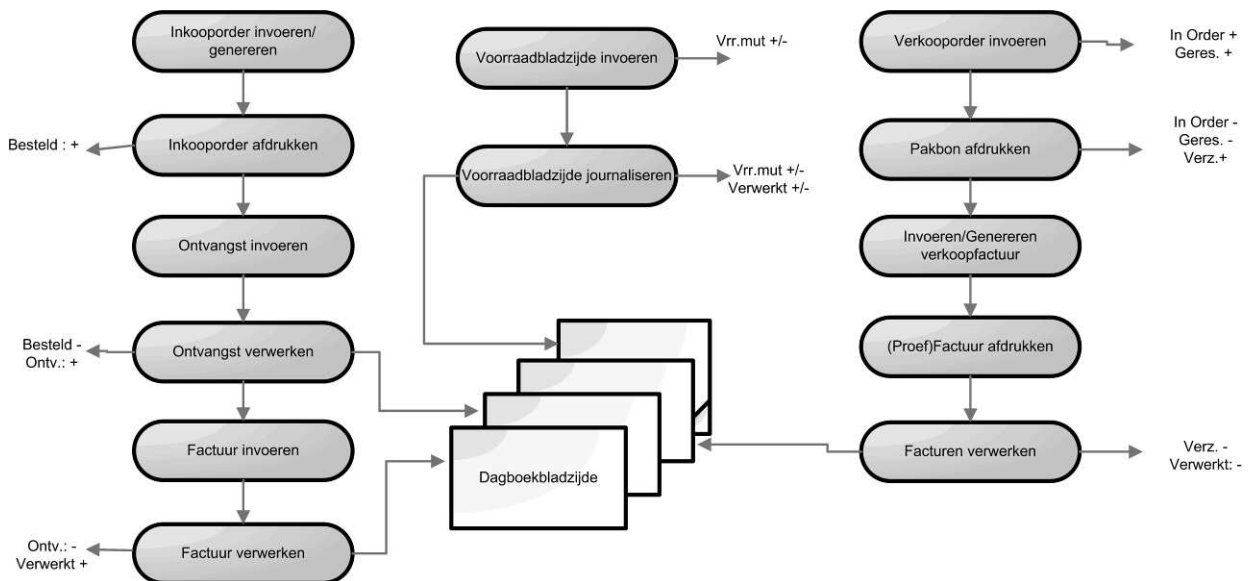 Inkooporder invoeren/
genereren
Inkooporder afdrukken
Besteld : +
Ontvangst invoeren
Ontvangst verwerken
Besteld -
Ontv.: +
Factuur invoeren
Factuur verwerken
Ontv.: -
Verwerkt +
Voorraadbladzijde invoeren
Vrr.mut +/-
Voorraadbladzijde journaliseren
Vrr.mut +/-
Verwerkt +/-
Dagboekbladzijde
Verkooporder invoeren
In Order +
Geres. +
Pakbon afdrukken
In Order -
Geres. -
Verz.+
Invoeren/Genereren
verkoopfactuur
(Proef)Factuur afdrukken
Facturen verwerken
Verz. -
Verwerkt: -